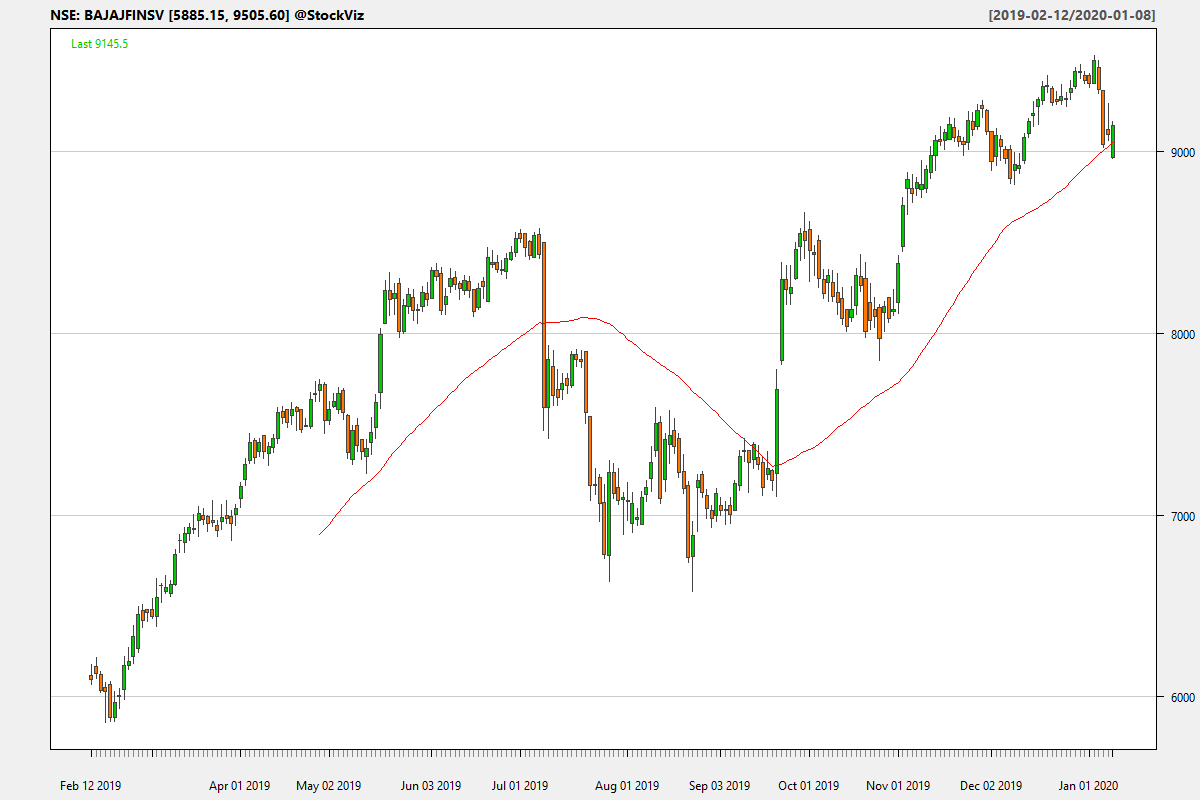 NSE: BAJAJFINSV [5885.15, 9505.60] @StockViz
[2019-02-12/2020-01-08]
Last 9145.5
9000
8000
7000
6000
Feb 12 2019
Apr 01 2019
May 02 2019
Jun 03 2019
Jul 01 2019
Aug 01 2019
Sep 03 2019
Oct 01 2019
Nov 01 2019
Dec 02 2019
Jan 01 2020